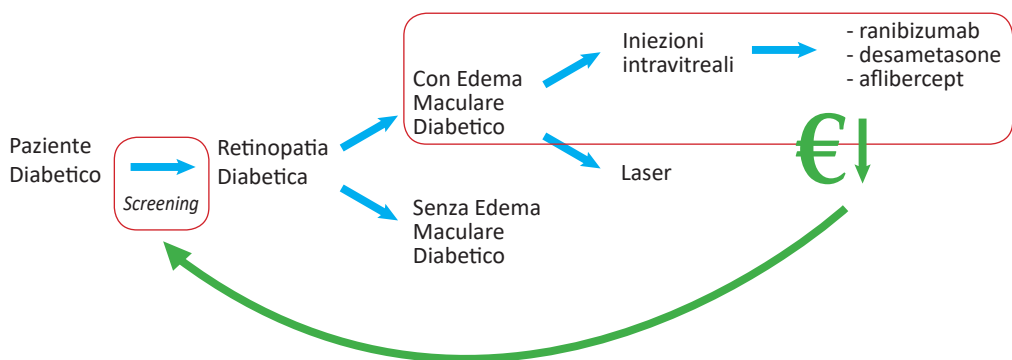 Paziente
Diabetico
Screening
Retinopatia
Diabetica
Con Edema
Maculare
Diabetico
Iniezioni
intravitreali
- ranibizumab
- desametasone
- aflibercept
€
Laser
Senza Edema
Maculare
Diabetico